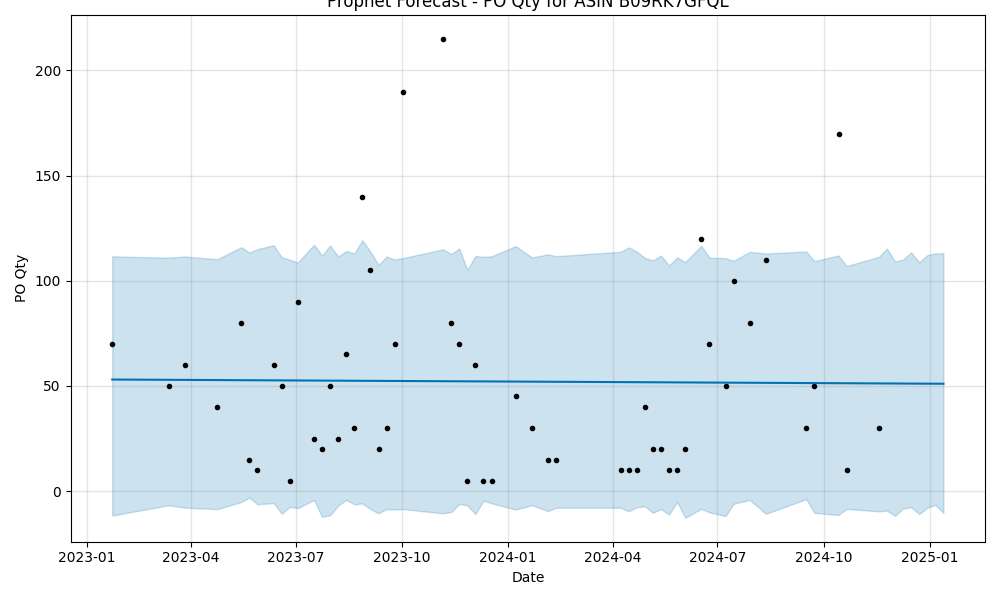 Prophet Forecast - PO Qty for ASIN B09RK7GFQL
200
150
100
50
0
PO Qty
2023-01 2023-04 2023-07 2023-10 2024-01 2024-04 2024-07 2024-10 2025-01
Date